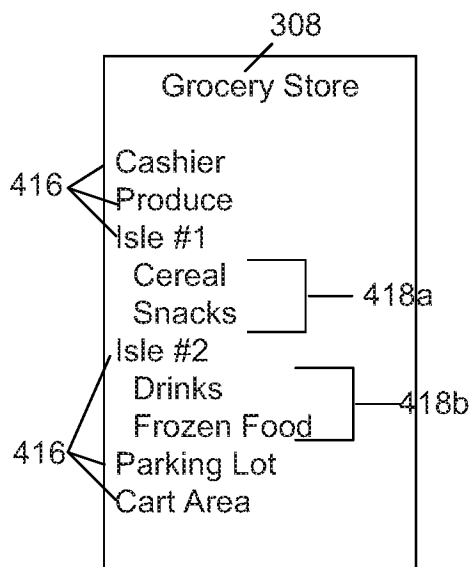 308
Grocery Store
Cashier
416
Produce
Isle #1
Cereal
418a
Snacks
Isle #2
Drinks
418b
Frozen Food
416
Parking Lot
Cart Area